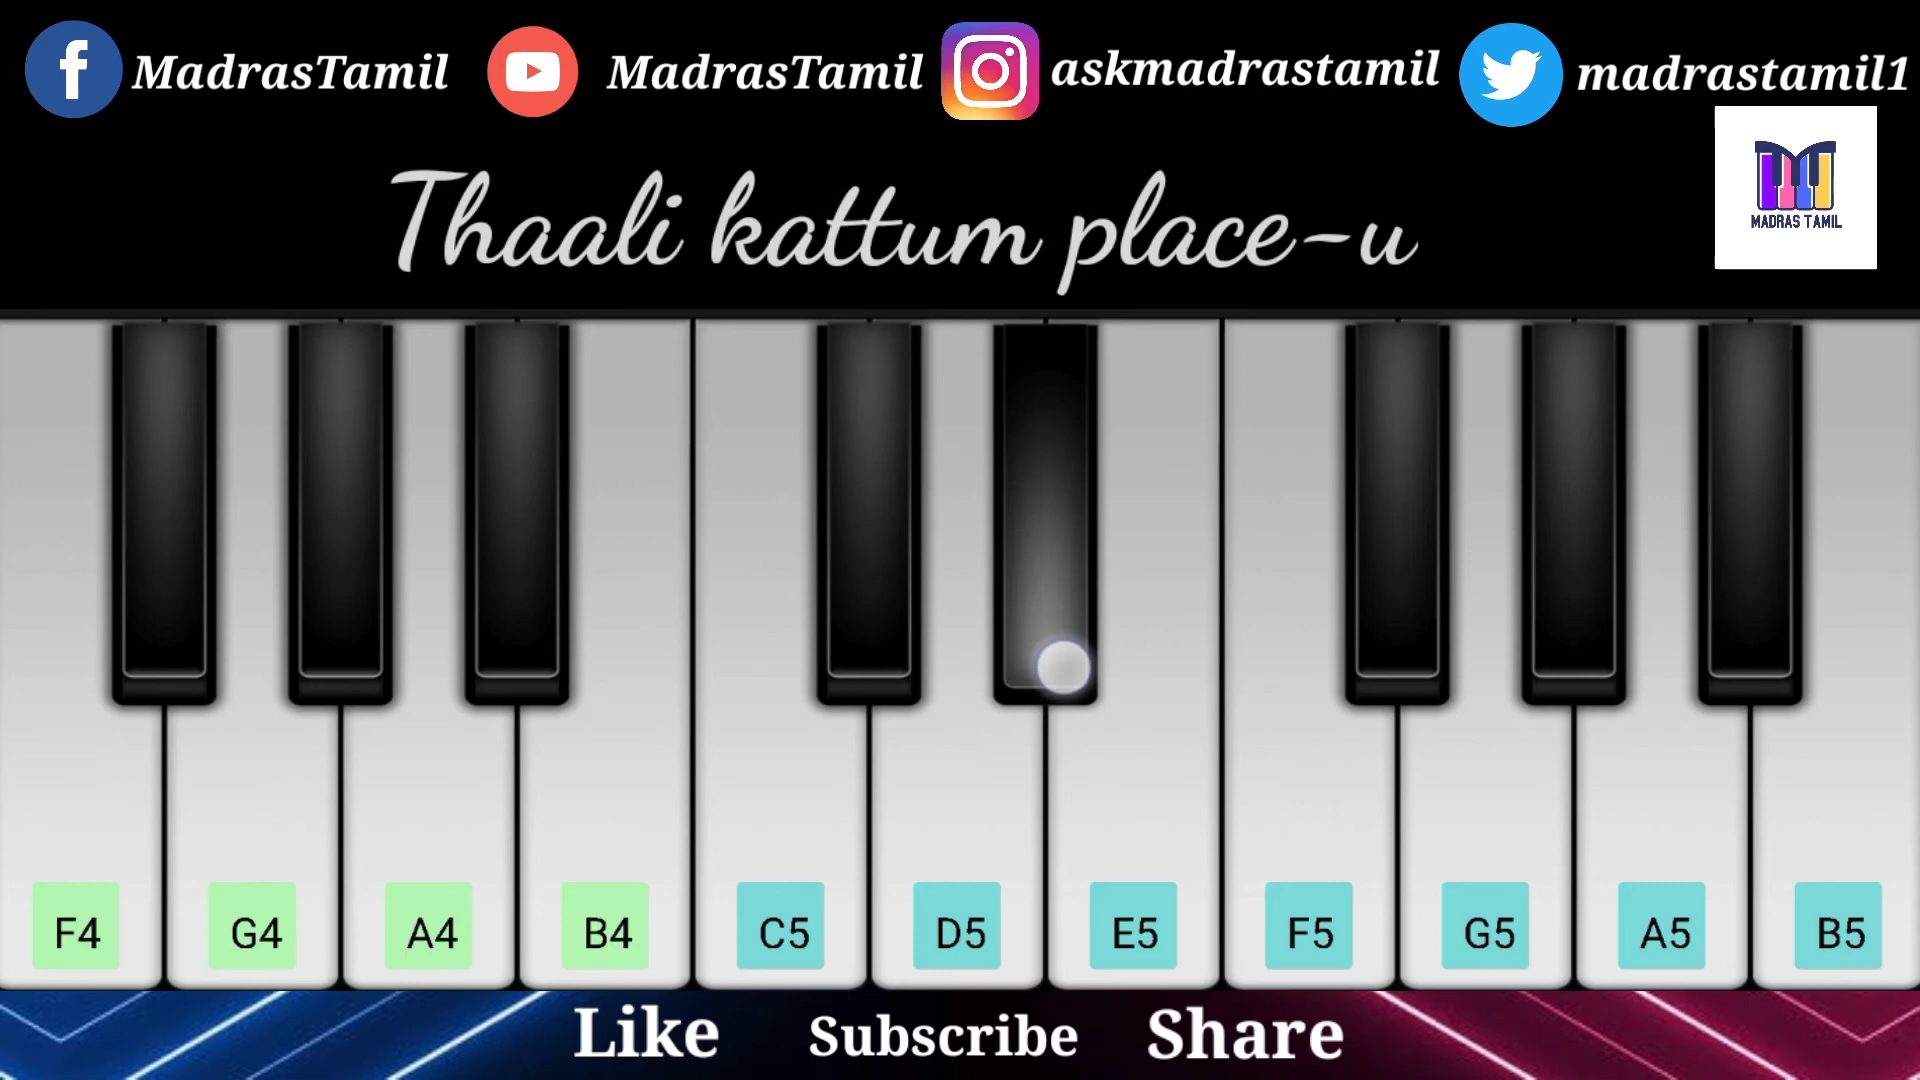 MadrasTamil MadrasTamil askmadrastamil madrastamil1
MADRAS TAMIL
Thaali kattum place-u
F4 G4 A4 B4 C5 D5 E5 F5 G5 A5 B5
Like Subscribe Share